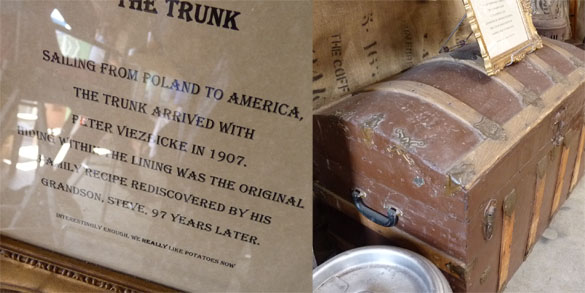 THE TRUNK
SAILING FROM POLAND TO AMERICA,
THE TRUNK ARRIVED WITH
PETER VIEZBICKE IN 1907.
HIDING WITHIN THE LINING WAS THE ORIGINAL
FAMILY RECIPE REDISCOVERED BY HIS
GRANDSON, STEVE, 97 YEARS LATER.
INTERESTINGLY ENOUGH, WE REALLY LIKE POTATOES NOW
THE COFF